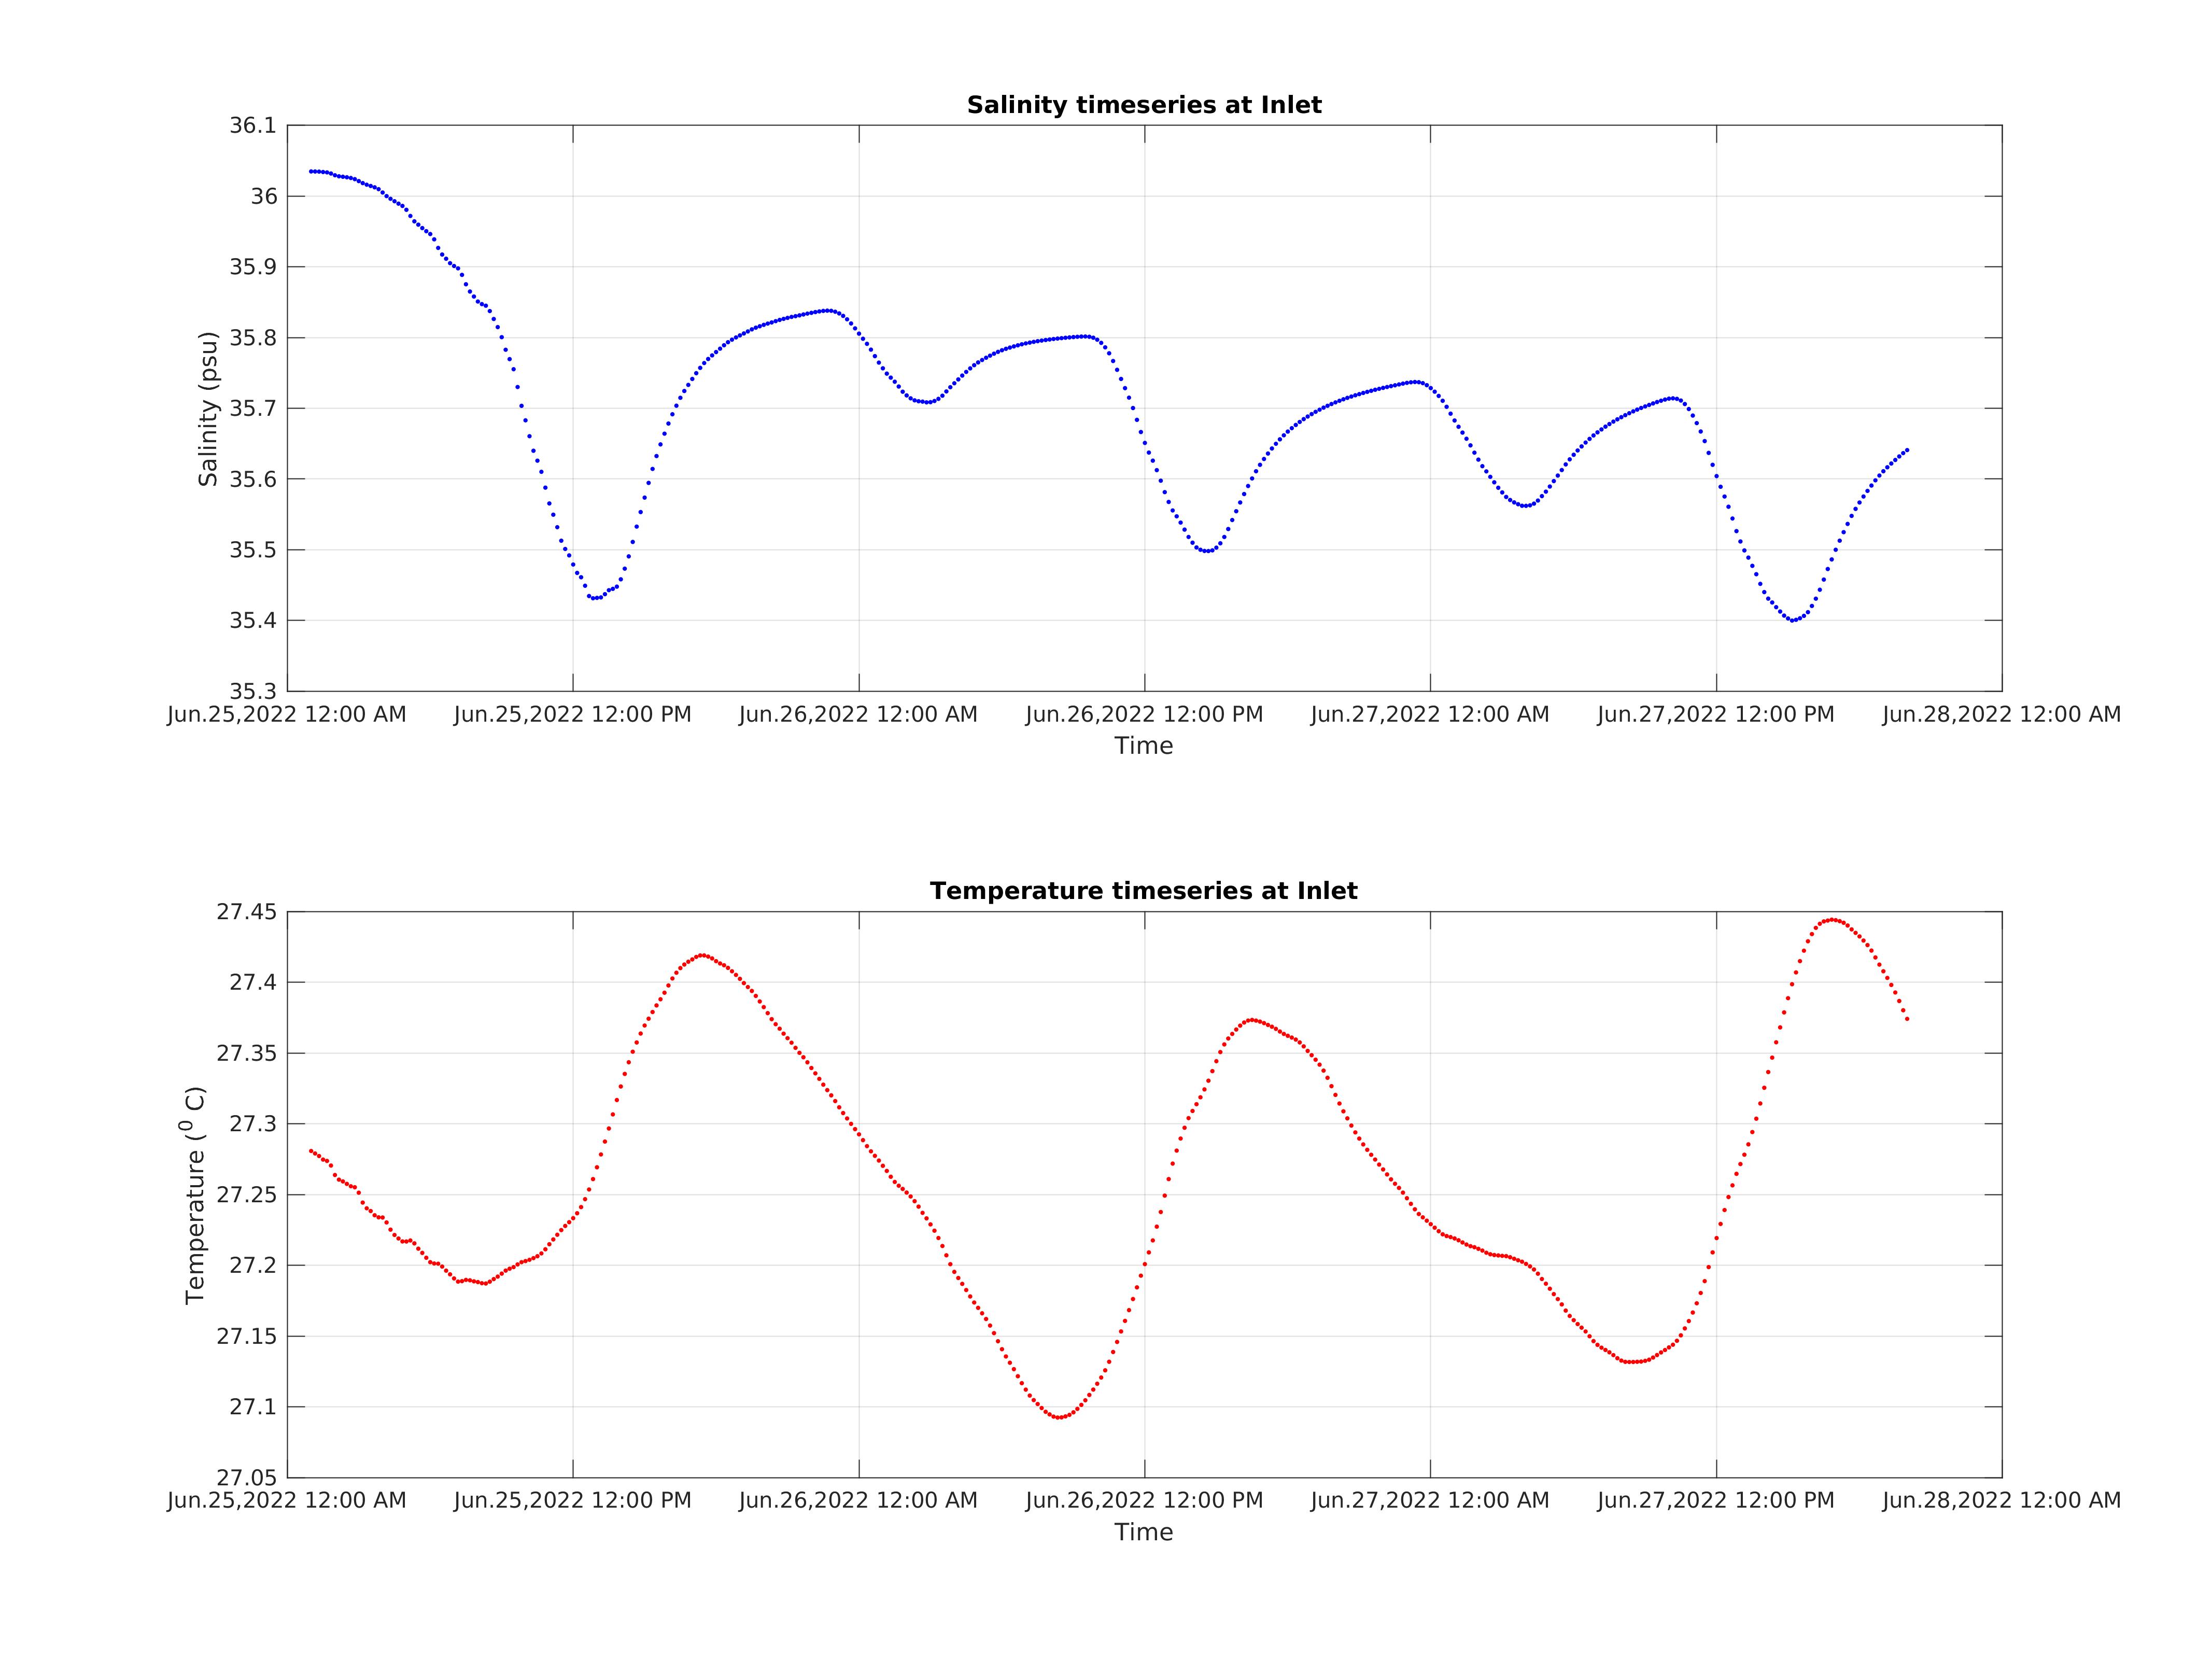 Salinity timeseries at Inlet
36.1
36
35.9
35.8
35.7
35.6
35.5
35.4
35.3
Salinity (psu)
Jun.25,2022 12:00 AM Jun.25,2022 12:00 PM Jun.26,2022 12:00 AM Jun.26,2022 12:00 PM Jun.27,2022 12:00 AM Jun.27,2022 12:00 PM Jun.28,2022 12:00 AM
Time
Temperature timeseries at Inlet
27.45
27.4
27.35
27.3
27.25
27.2
27.15
27.1
27.05
Temperature (⁰ C)
Jun.25,2022 12:00 AM Jun.25,2022 12:00 PM Jun.26,2022 12:00 AM Jun.26,2022 12:00 PM Jun.27,2022 12:00 AM Jun.27,2022 12:00 PM Jun.28,2022 12:00 AM
Time